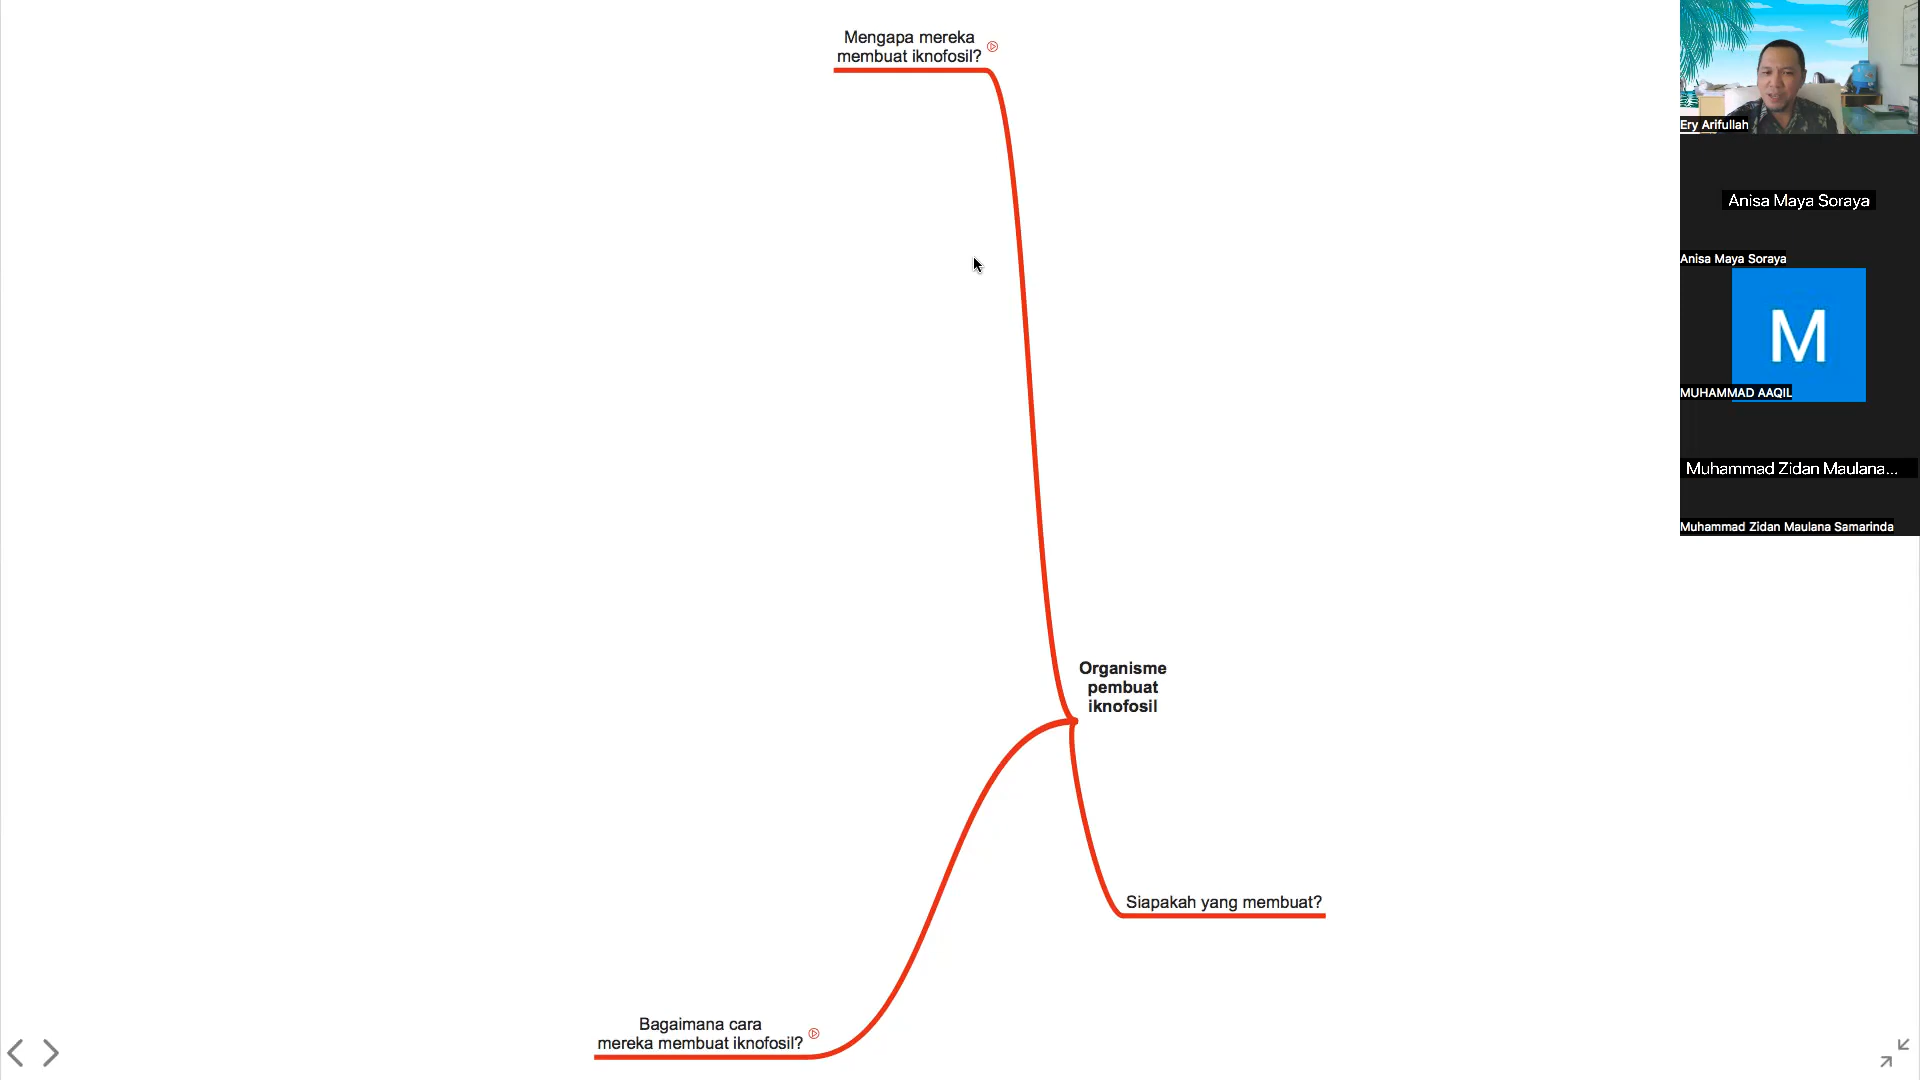 Mengapa mereka
membuat iknofosil?
Organisme
pembuat
iknofosil
Siapakah yang membuat?
Bagaimana cara
mereka membuat iknofosil?
Ery Arifullah
Anisa Maya Soraya
Anisa Maya Soraya
M
MUHAMMAD AAQIL
Muhammad Zidan Maulana...
Muhammad Zidan Maulana Samarinda